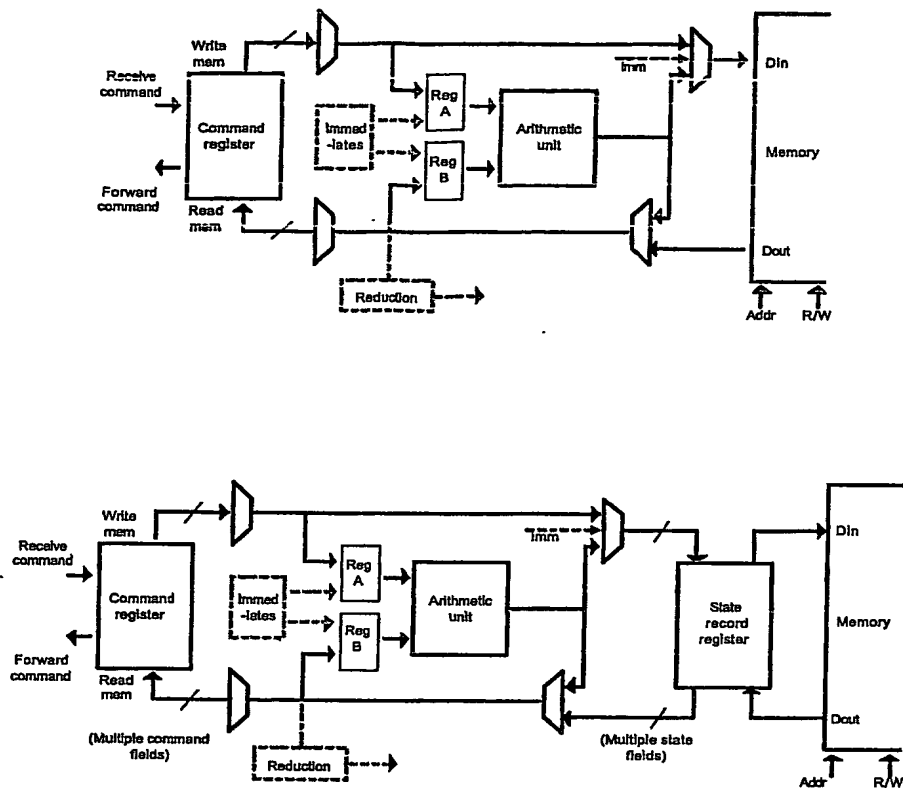 Write
mem
Receive
command
Command
register
Forward
command
Read
mem
Immed
-lates
Reg
A
Reg
B
Arithmetic
unit
Imm
Reduction
Din
Memory
Dout
Addr
R/W
Write
mem
Receive
command
Command
register
Forward
command
Read
mem
(Multiple command
fields)
Immed
-lates
Reg
A
Reg
B
Arithmetic
unit
Imm
Reduction
State
record
register
(Multiple state
fields)
Din
Memory
Dout
Addr
R/W